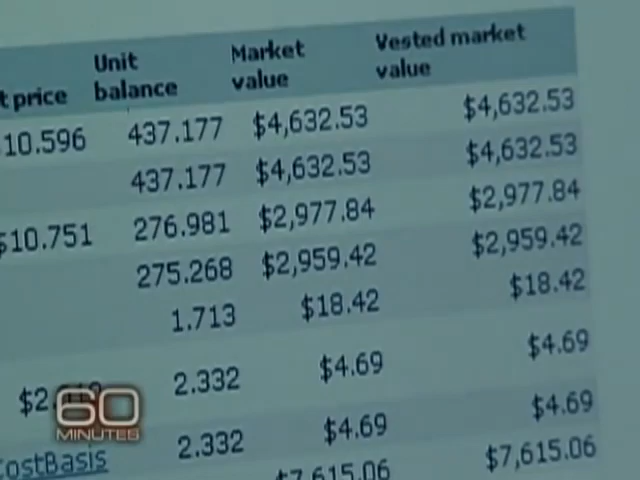 Unit Market Vested market
t price balance value value
10.596 437.177 $4,632.53 $4,632.53
437.177 $4,632.53 $4,632.53
$10.751 276.981 $2,977.84 $2,977.84
275.268 $2,959.42 $2,959.42
1.713 $18.42 $18.42
2.332 $4.69 $4.69
60
MINUTES
2.332 $4.69 $4.69
CostBasis $7,615.06 $7,615.06